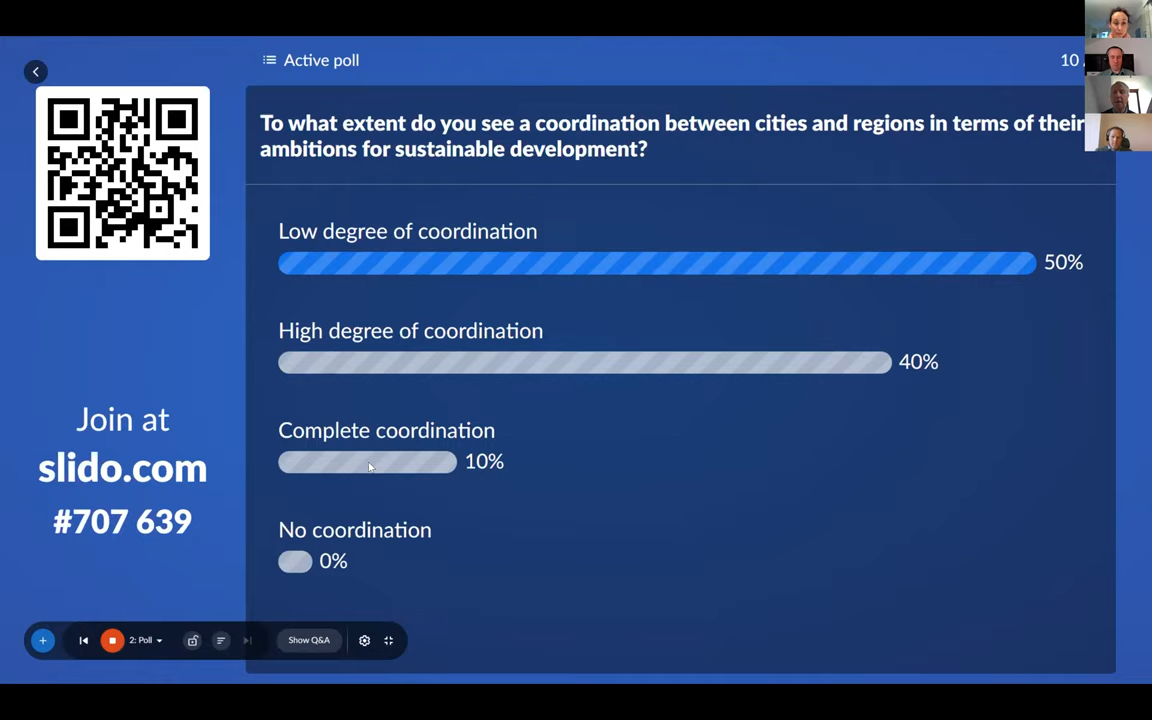 Active poll
10
To what extent do you see a coordination between cities and regions in terms of their
ambitions for sustainable development?
Low degree of coordination
50%
High degree of coordination
40%
Complete coordination
10%
No coordination
0%
Join at
slido.com
#707 639
2: Poll
Show Q&A